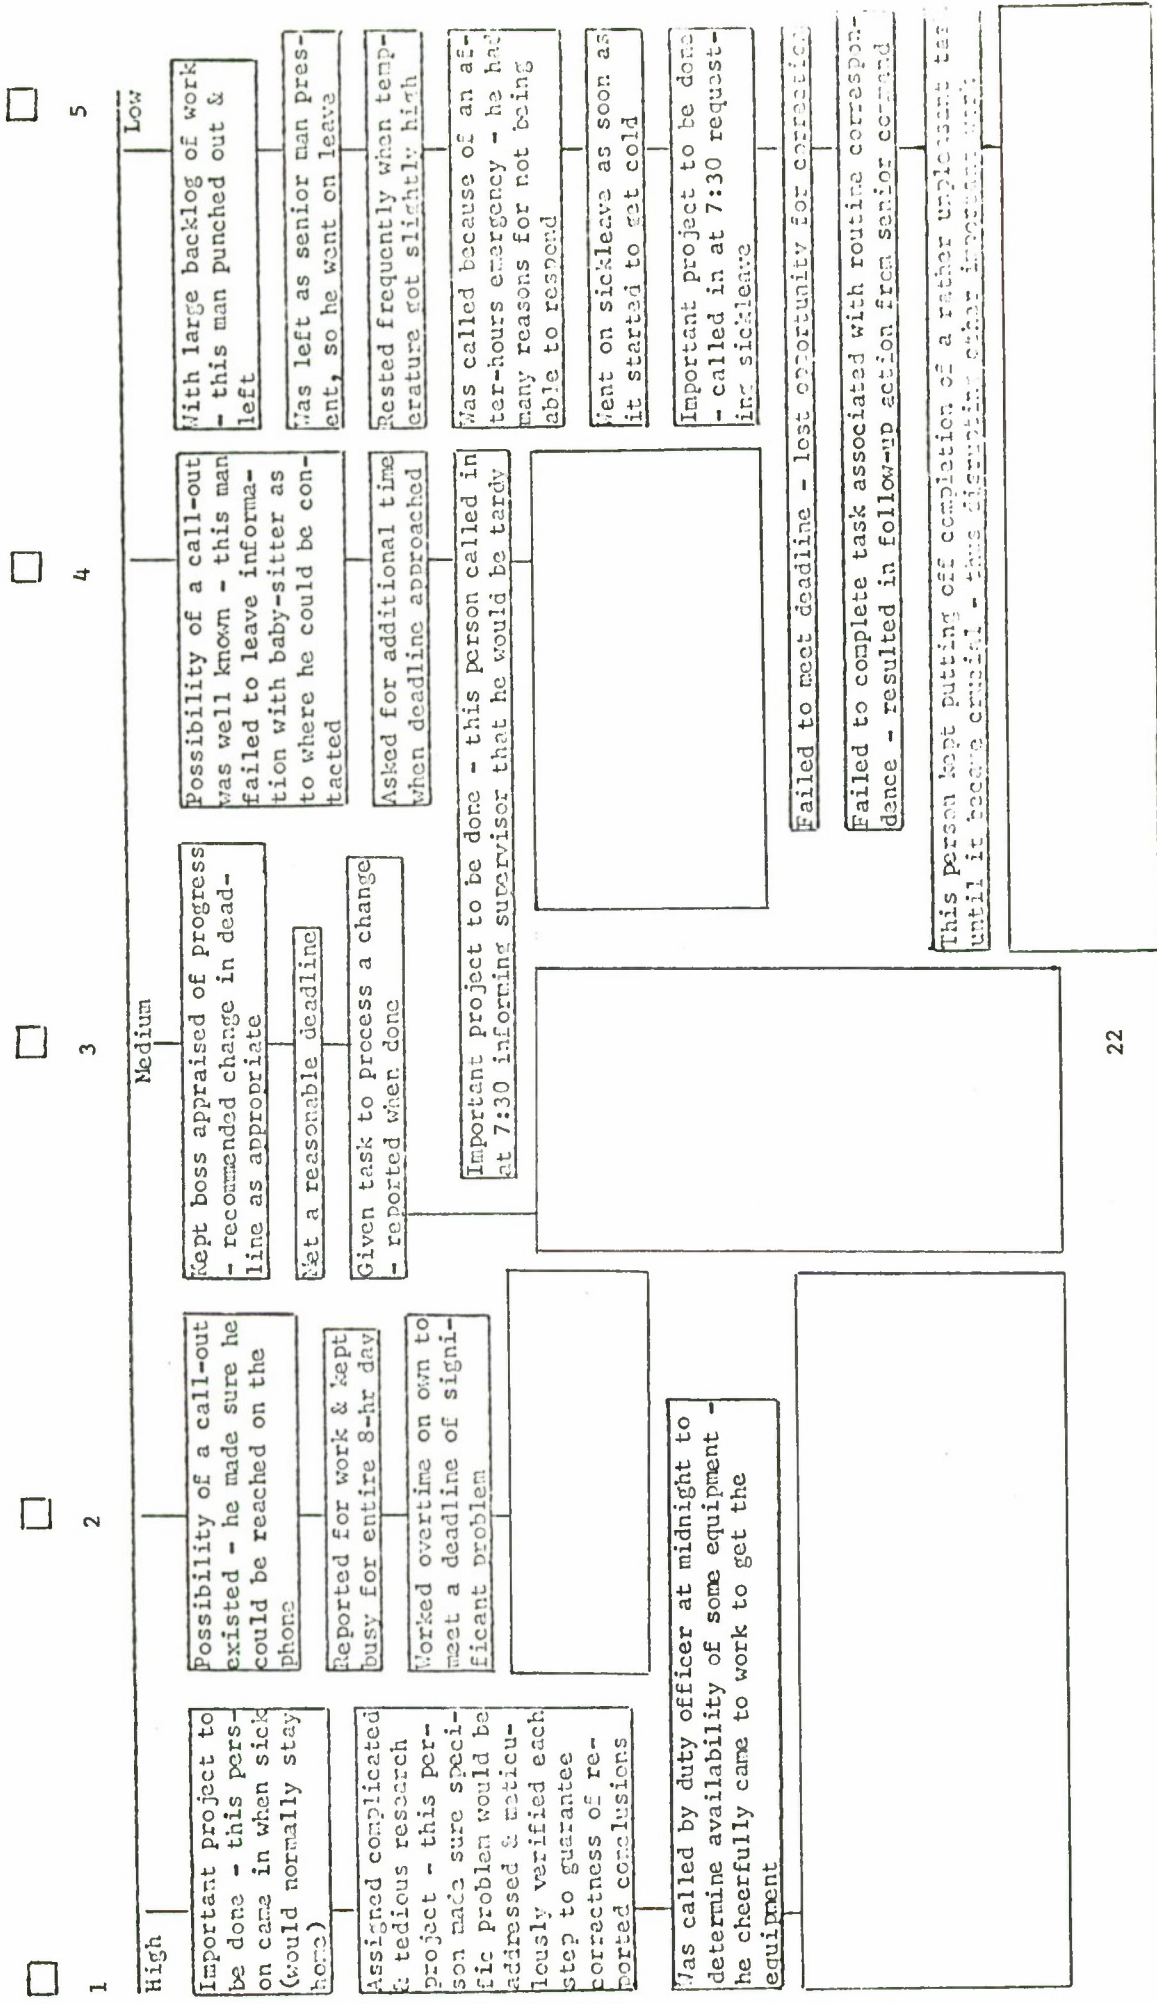 1
2
3
4
5
High
Medium
Low
Important project to
be done - this pers-
on came in when sick
(would normally stay
home)
Assigned complicated
& tedious research
project - this per-
son made sure speci-
fic problem would be
addressed & meticu-
lously verified each
step to guarantee
correctness of re-
ported conclusions
Was called by duty officer at midnight to
determine availability of some equipment -
he cheerfully came to work to get the
equipment
Possibility of a call-out
existed - he made sure he
could be reached on the
phone
Reported for work & kept
busy for entire 8-hr day
Worked overtime on own to
meet a deadline of signi-
ficant problem
Kept boss appraised of progress
- recommended change in dead-
line as appropriate
Met a reasonable deadline
Given task to process a change
- reported when done
Possibility of a call-out
was well known - this man
failed to leave informa-
tion with baby-sitter as
to where he could be con-
tacted
Asked for additional time
when deadline approached
Important project to be done - this person called in
at 7:30 informing supervisor that he would be tardy
With large backlog of work
- this man punched out &
left
Was left as senior man pres-
ent, so he went on leave
Rested frequently when temp-
erature got slightly high
Was called because of an af-
ter-hours emergency - he had
many reasons for not being
able to respond
Went on sickleave as soon as
it started to get cold
Important project to be done
- called in at 7:30 request-
ing sickleave
Failed to meet deadline - lost opportunity for correction
Failed to complete task associated with routine correspon-
dence - resulted in follow-up action from senior command
This person kept putting off completion of a rather unpleasant
until it became crucial - thus disrupting other important work.
22